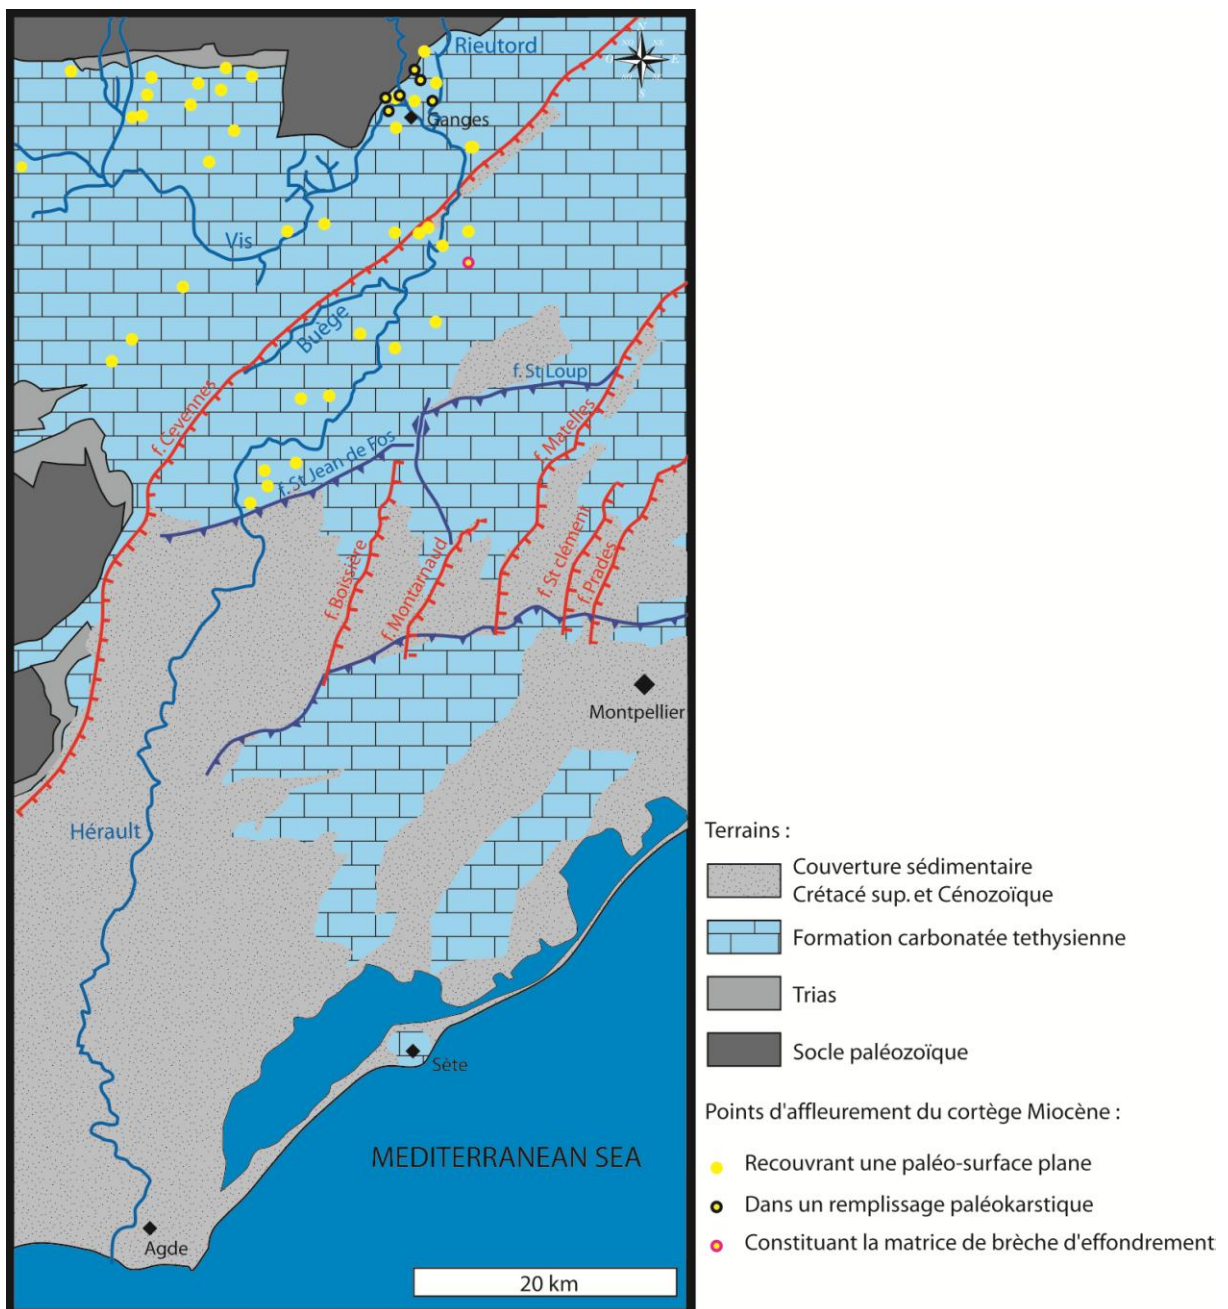 Rieutord
N
O
E
S
Ganges
Vis
Buège
f. St Loup
f. Cevennes
f. Matelles
f. St Jean de Fos
f. Boissière
f. Montarnaud
f. St clément
f. Prades
Montpellier
Hérault
Sète
MEDITERRANEAN SEA
Agde
20 km
Terrains :
Couverture sédimentaire
Crétacé sup. et Cénozoïque
Formation carbonatée tethysienne
Trias
Socle paléozoïque
Points d'affleurement du cortège Miocène :
Recouvrant une paléo-surface plane
Dans un remplissage paléokarstique
Constituant la matrice de brèche d'effondrement